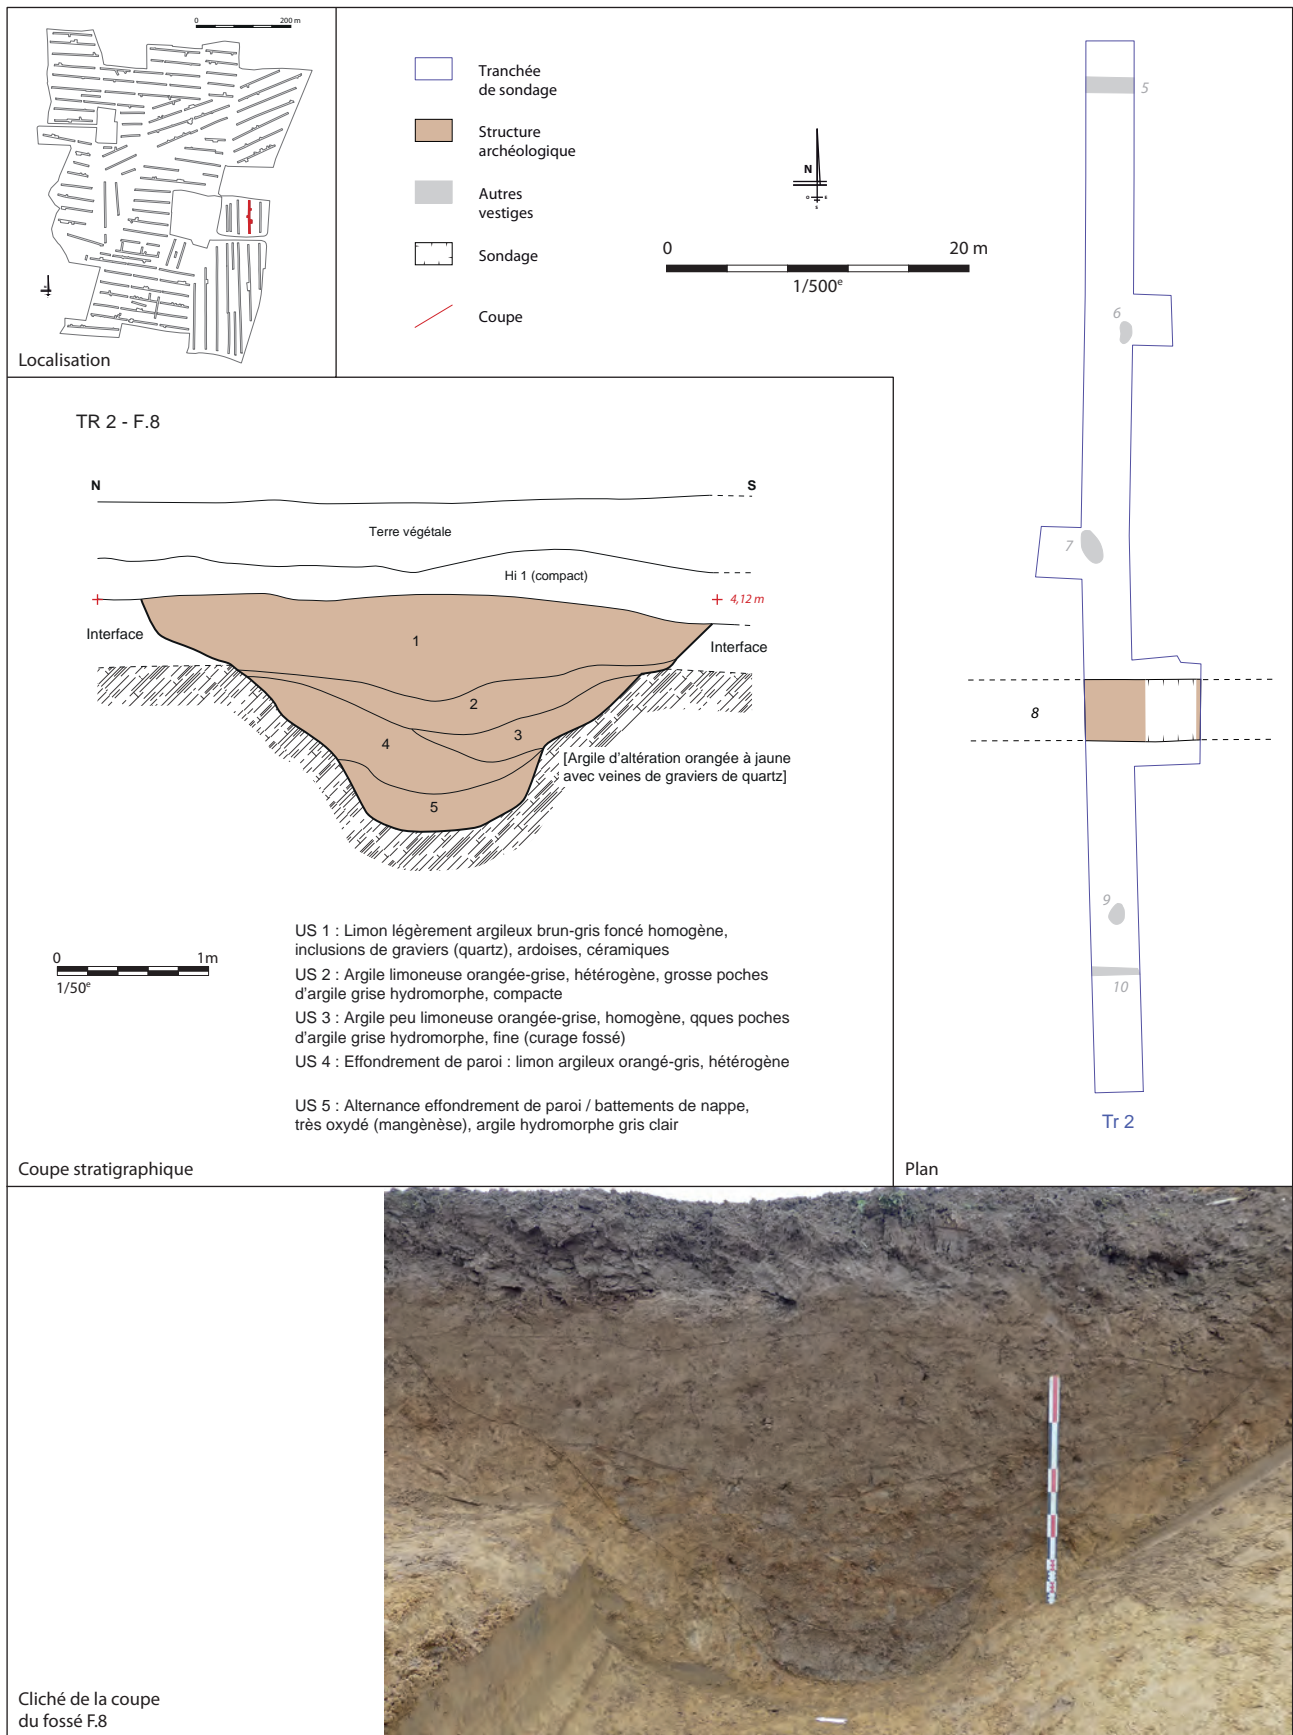 0
200 m
Localisation
Tranchée
de sondage
Structure
archéologique
Autres
vestiges
Sondage
Coupe
N
O
E
S
0
20 m
1/500e
TR 2 - F.8
N
S
Terre végétale
Hi 1 (compact)
4,12 m
Interface
1
Interface
2
3
4
[Argile d'altération orangée à jaune
avec veines de graviers de quartz]
5
0
1m
1/50e
US 1 : Limon légèrement argileux brun-gris foncé homogène,
inclusions de graviers (quartz), ardoises, céramiques
US 2 : Argile limoneuse orangée-grise, hétérogène, grosse poches
d'argile grise hydromorphe, compacte
US 3 : Argile peu limoneuse orangée-grise, homogène, qques poches
d'argile grise hydromorphe, fine (curage fossé)
US 4 : Effondrement de paroi : limon argileux orangé-gris, hétérogène
US 5 : Alternance effondrement de paroi / battements de nappe,
très oxydé (mangènèse), argile hydromorphe gris clair
Coupe stratigraphique
5
6
7
8
9
10
Tr 2
Plan
Cliché de la coupe
du fossé F.8